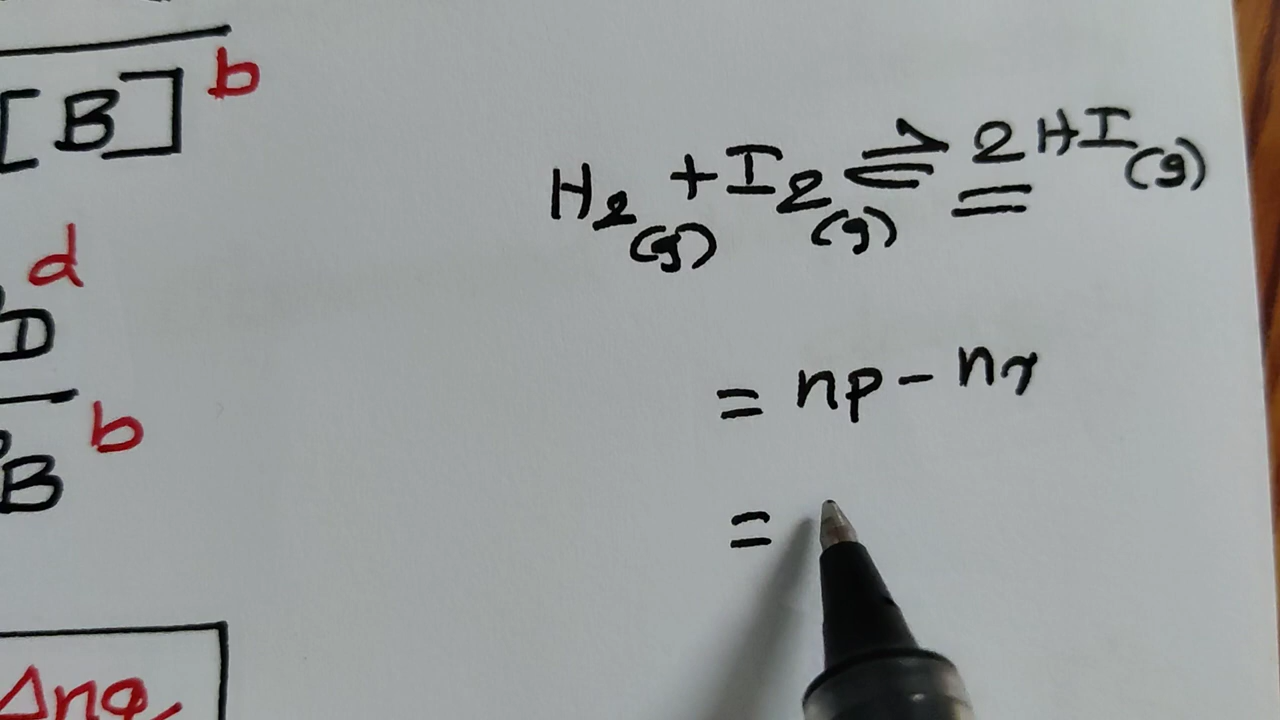 [B]^b
H₂(g) + I₂(g) ⇌ 2HI(g)
d
D
= np - nr
b
B
=
Δng